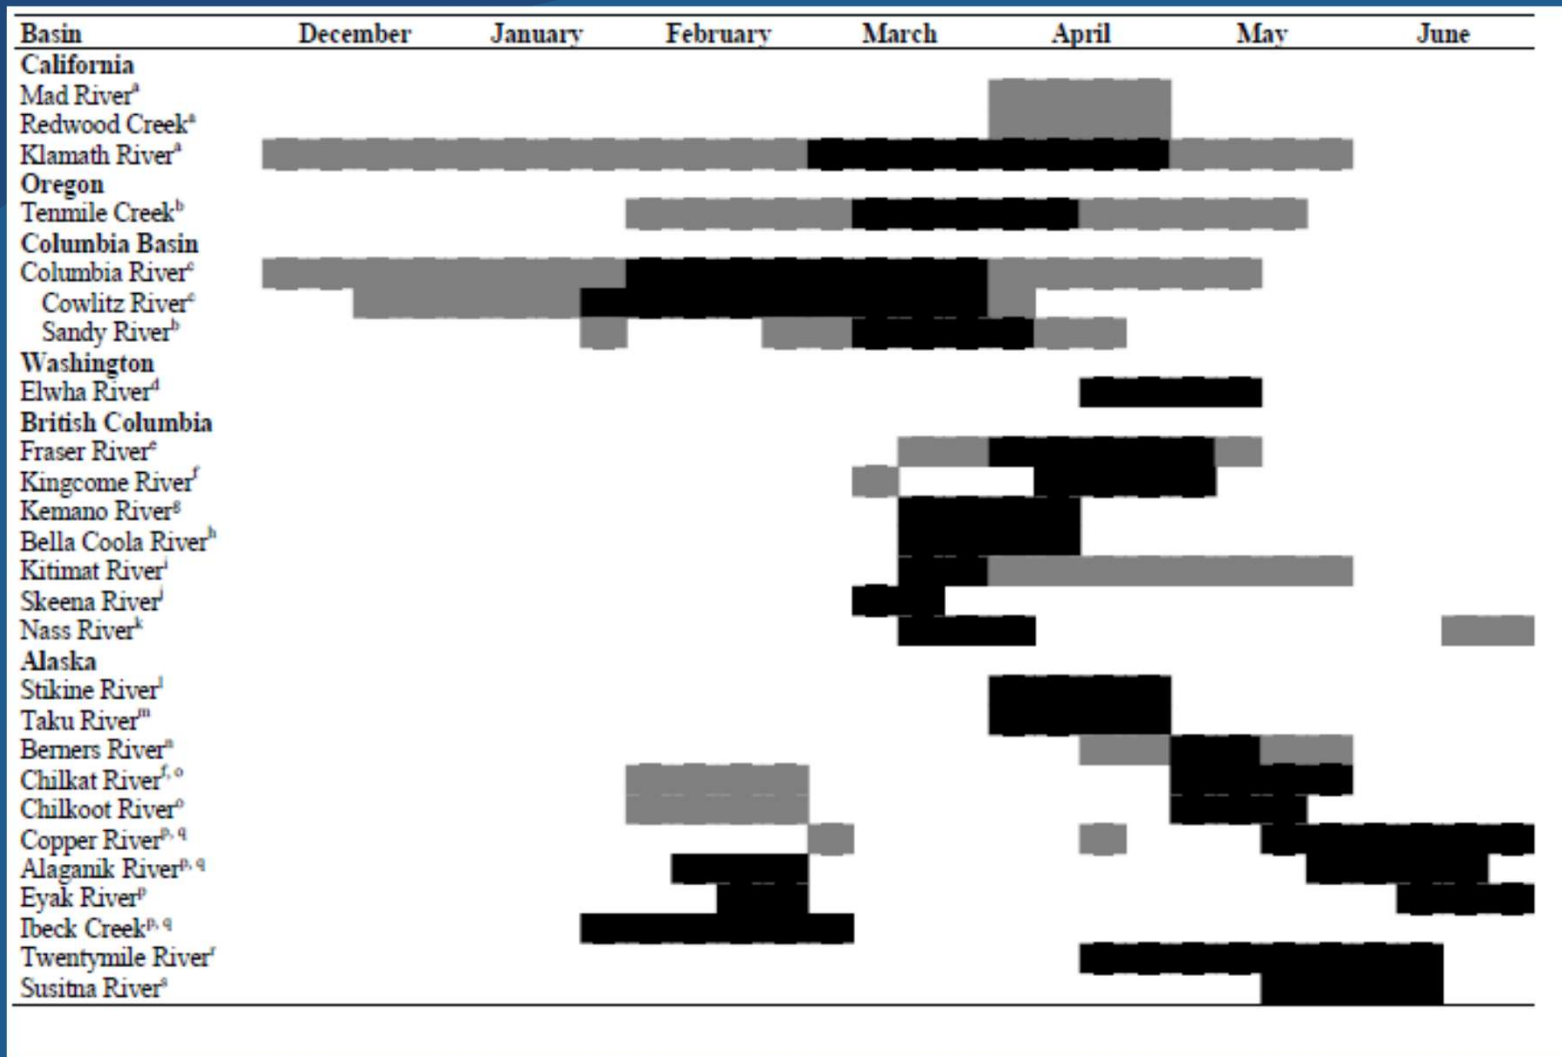 Basin December January February March April May June
California
Mad Riverᵃ
Redwood Creekᵃ
Klamath Riverᵃ
Oregon
Tenmile Creekᵇ
Columbia Basin
Columbia Riverᶜ
Cowlitz Riverᶜ
Sandy Riverᵇ
Washington
Elwha Riverᵈ
British Columbia
Fraser Riverᵉ
Kingcome Riverᶠ
Kemano Riverᵍ
Bella Coola Riverʰ
Kitimat Riverⁱ
Skeena Riverʲ
Nass Riverᵏ
Alaska
Stikine Riverˡ
Taku Riverᵐ
Berners Riverⁿ
Chilkat Riverᶠ, ᵒ
Chilkoot Riverᵒ
Copper Riverᵖ, q
Alaganik Riverᵖ, q
Eyak Riverᵖ
Ibeck Creekᵖ, q
Twentymile Riverʳ
Susitna Riverˢ